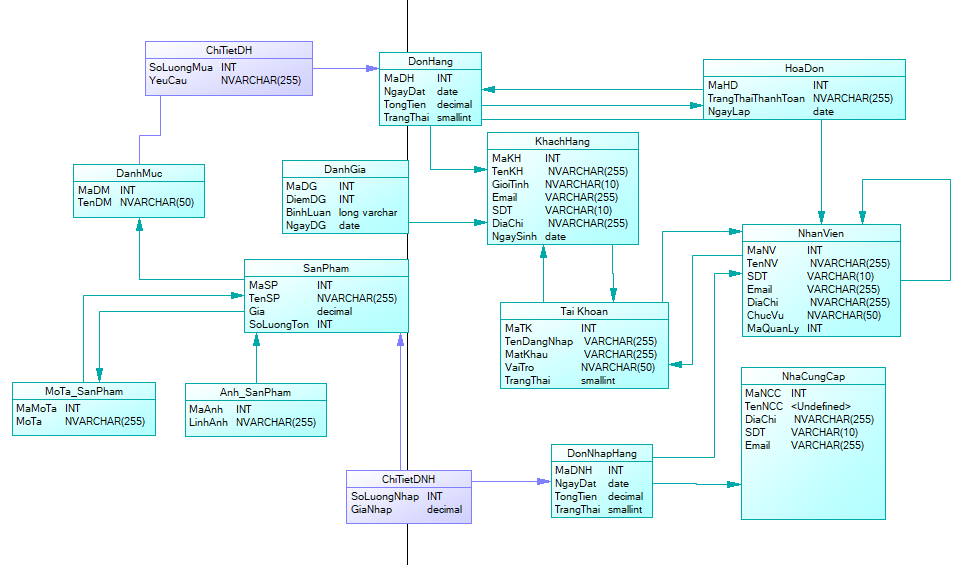 ChiTietDH
SoLuongMua INT
YeuCau NVARCHAR(255)
DonHang
MaDH INT
NgayDat date
TongTien decimal
TrangThai smallint
HoaDon
MaHD INT
TrangThaiThanhToan NVARCHAR(255)
NgayLap date
DanhMuc
MaDM INT
TenDM NVARCHAR(50)
DanhGia
MaDG INT
DiemDG INT
BinhLuan long varchar
NgayDG date
KhachHang
MaKH INT
TenKH NVARCHAR(255)
GioiTinh NVARCHAR(10)
Email VARCHAR(255)
SDT VARCHAR(10)
DiaChi NVARCHAR(255)
NgaySinh date
NhanVien
MaNV INT
TenNV NVARCHAR(255)
SDT VARCHAR(10)
Email VARCHAR(255)
DiaChi NVARCHAR(255)
ChucVu NVARCHAR(50)
MaQuanLy INT
SanPham
MaSP INT
TenSP NVARCHAR(255)
Gia decimal
SoLuongTon INT
Tai Khoan
MaTK INT
TenDangNhap VARCHAR(255)
MatKhau VARCHAR(255)
VaiTro NVARCHAR(50)
TrangThai smallint
MoTa_SanPham
MaMoTa INT
MoTa NVARCHAR(255)
Anh_SanPham
MaAnh INT
LinhAnh NVARCHAR(255)
NhaCungCap
MaNCC INT
TenNCC <Undefined>
DiaChi NVARCHAR(255)
SDT VARCHAR(10)
Email VARCHAR(255)
ChiTietDNH
SoLuongNhap INT
GiaNhap decimal
DonNhapHang
MaDNH INT
NgayDat date
TongTien decimal
TrangThai smallint